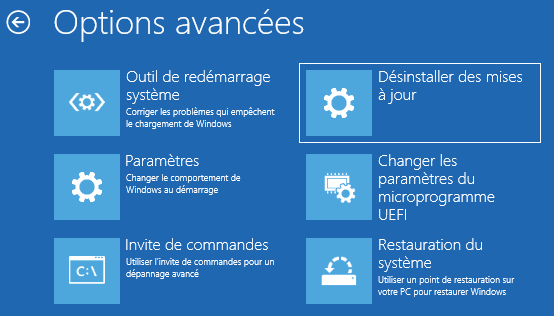 Options avancées
Outil de redémarrage
système
Corriger les problèmes qui empêchent
le chargement de Windows
Désinstaller des mises
à jour
Paramètres
Changer le comportement de
Windows au démarrage
Changer les
paramètres du
microprogramme
UEFI
C:\
Invite de commandes
Utiliser l'invite de commandes pour un
dépannage avancé
Restauration du
système
Utiliser un point de restauration sur
votre PC pour restaurer Windows